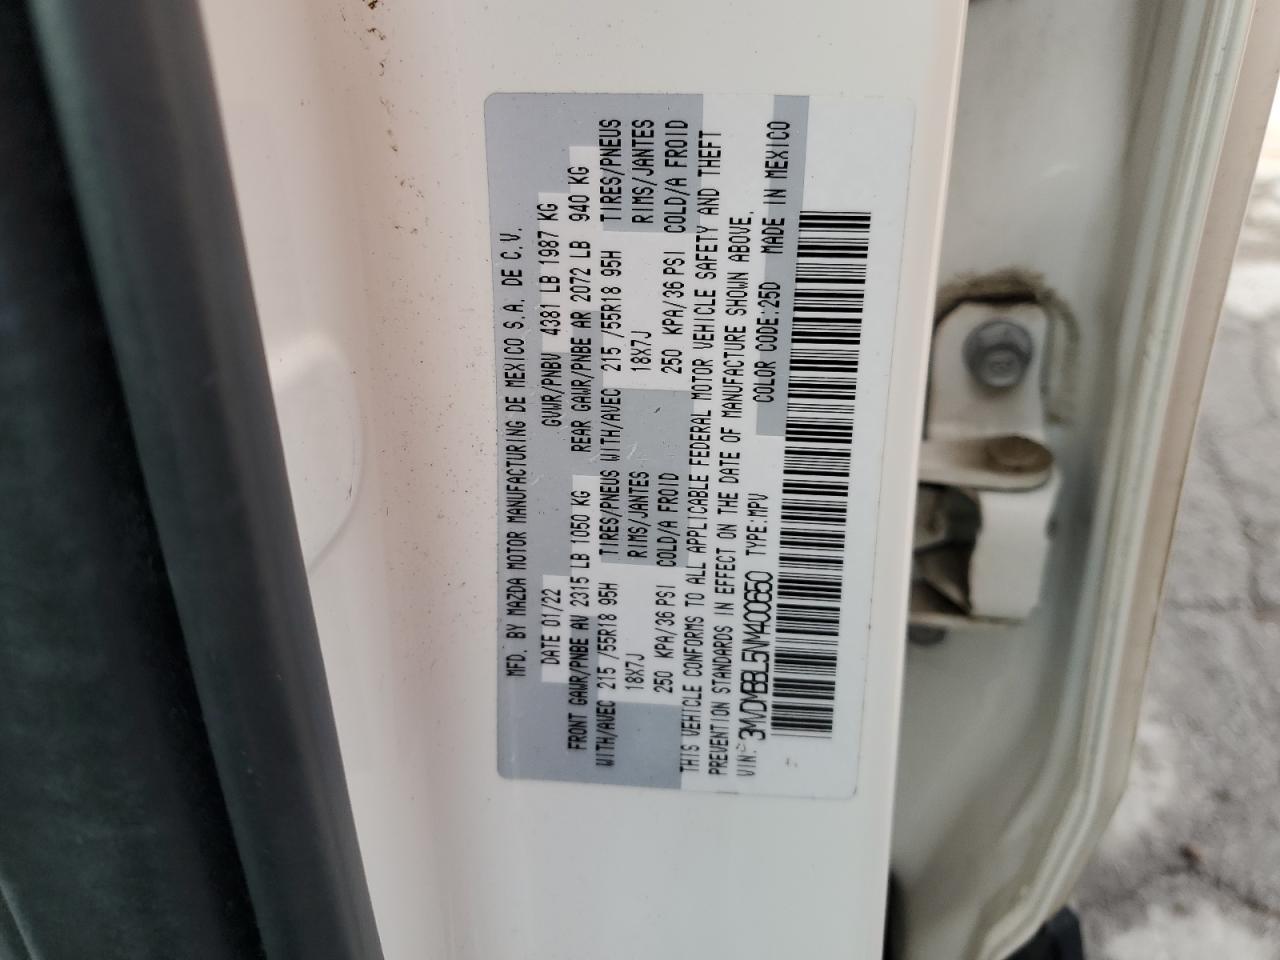 MFD. BY MAZDA MOTOR MANUFACTURING DE MEXICO S.A. DE C.V.
DATE 01/22 GVWR/PNBV 4381 LB 1987 KG
FRONT GAWR/PNBE AV 2315 LB 1050 KG REAR GAWR/PNBE AR 2072 LB 940 KG
WITH/AVEC 215 /55R18 95H TIRES/PNEUS WITH/AVEC 215 /55R18 95H TIRES/PNEUS
18X7J RIMS/JANTES 18X7J RIMS/JANTES
250 KPA/36 PSI COLD/A FROID 250 KPA/36 PSI COLD/A FROID
THIS VEHICLE CONFORMS TO ALL APPLICABLE FEDERAL MOTOR VEHICLE SAFETY AND THEFT
PREVENTION STANDARDS IN EFFECT ON THE DATE OF MANUFACTURE SHOWN ABOVE.
VIN: 3MVDMBBL5NM400650 TYPE:MPV COLOR CODE:25D MADE IN MEXICO